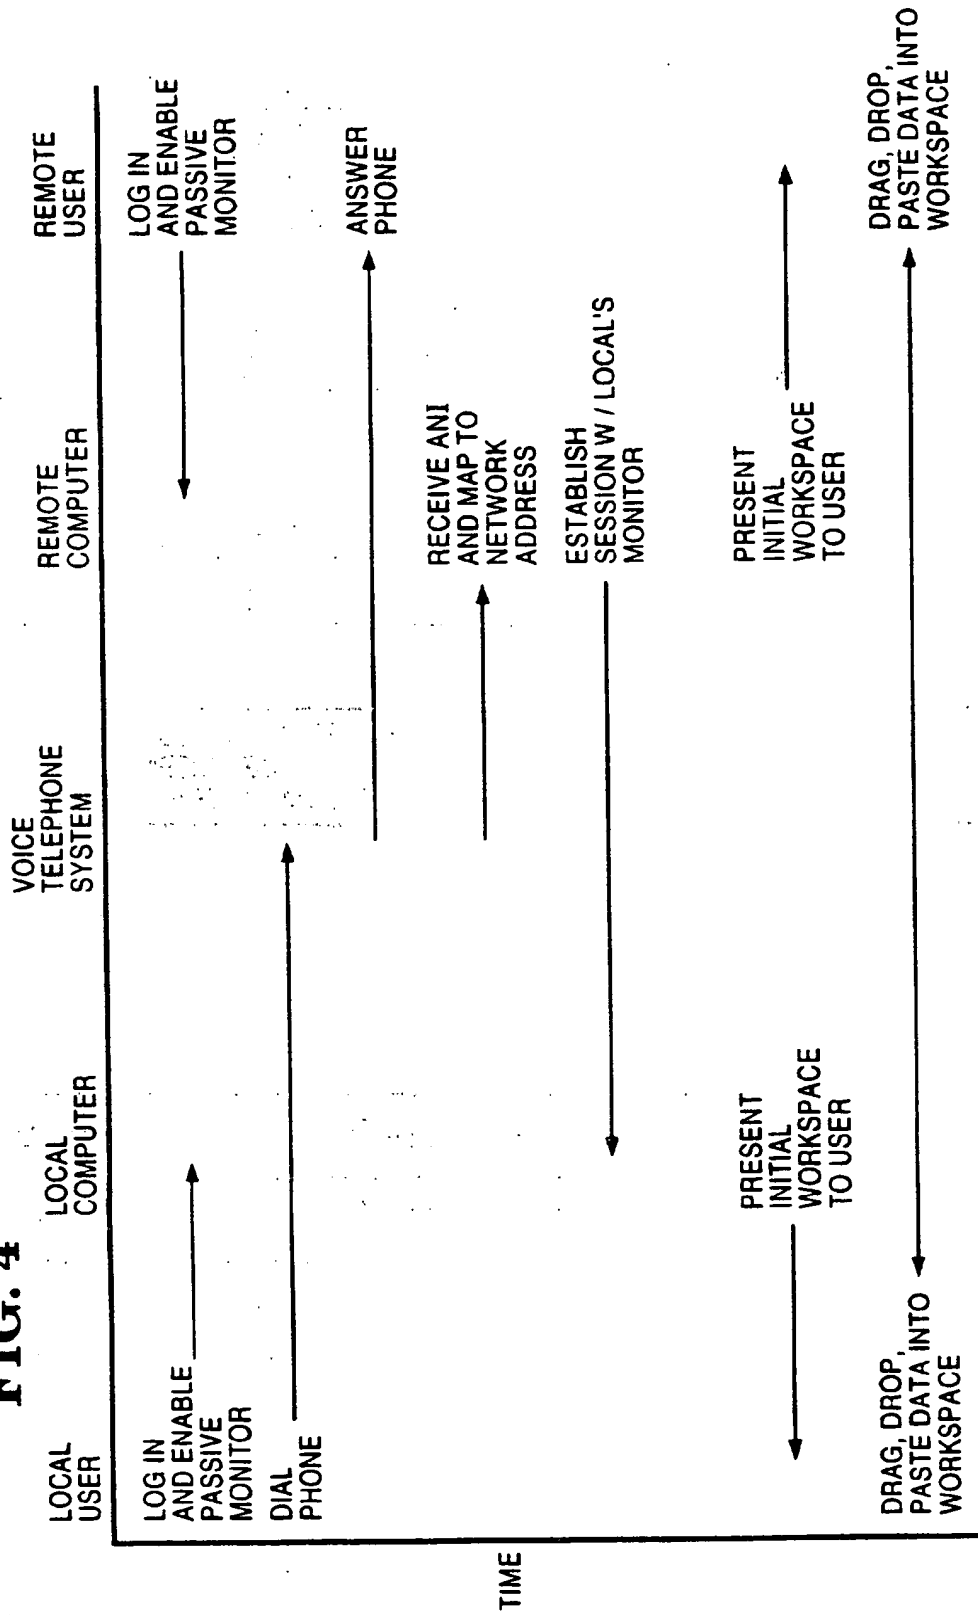 FIG. 4
LOCAL
USER
LOCAL
COMPUTER
VOICE
TELEPHONE
SYSTEM
REMOTE
COMPUTER
REMOTE
USER
TIME
LOG IN
AND ENABLE
PASSIVE
MONITOR
LOG IN
AND ENABLE
PASSIVE
MONITOR
DIAL
PHONE
ANSWER
PHONE
RECEIVE ANI
AND MAP TO
NETWORK
ADDRESS
ESTABLISH
SESSION W / LOCAL'S
MONITOR
PRESENT
INITIAL
WORKSPACE
TO USER
PRESENT
INITIAL
WORKSPACE
TO USER
DRAG, DROP,
PASTE DATA INTO
WORKSPACE
DRAG, DROP,
PASTE DATA INTO
WORKSPACE